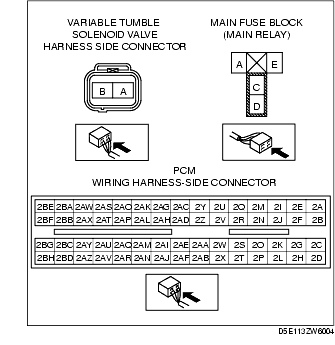 VARIABLE TUMBLE
SOLENOID VALVE
HARNESS SIDE CONNECTOR
MAIN FUSE BLOCK
(MAIN RELAY)
B A
A E
C
D
PCM
WIRING HARNESS-SIDE CONNECTOR
2BE 2BA 2AW 2AS 2AO 2AK 2AG 2AC 2Y 2U 2Q 2M 2I 2E 2A
2BF 2BB 2AX 2AT 2AP 2AL 2AH 2AD 2Z 2V 2R 2N 2J 2F 2B
2BG 2BC 2AY 2AU 2AQ 2AM 2AI 2AE 2AA 2W 2S 2O 2K 2G 2C
2BH 2BD 2AZ 2AV 2AR 2AN 2AJ 2AF 2AB 2X 2T 2P 2L 2H 2D
D5E113ZW6004